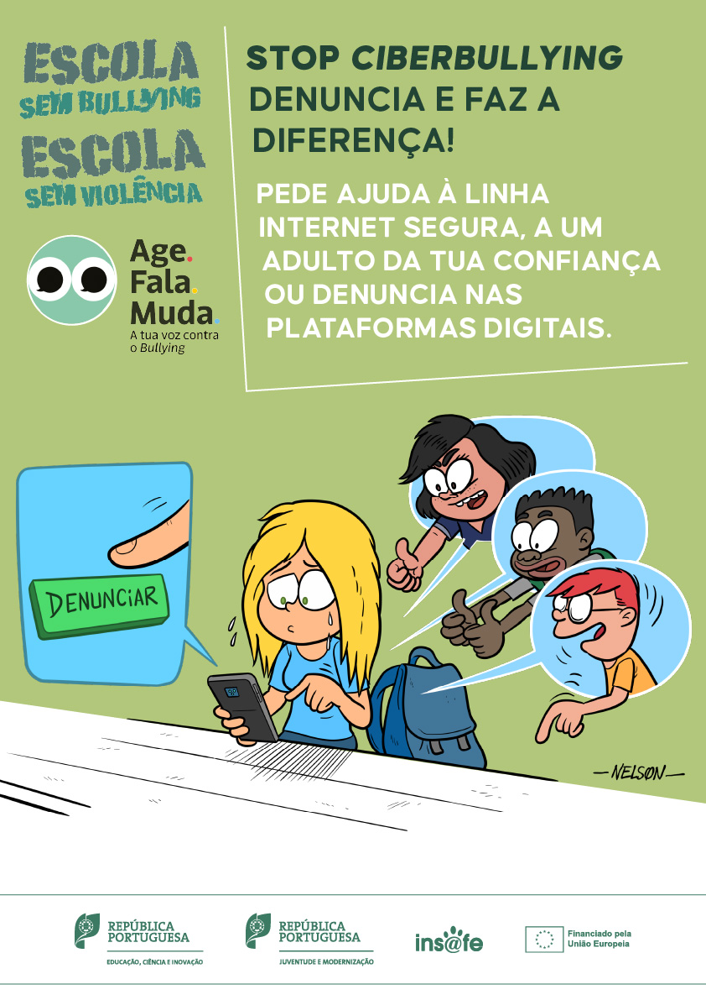 ESCOLA
SEM BULLYING
ESCOLA
SEM VIOLÊNCIA
Age.
Fala.
Muda.
A tua voz contra
o Bullying
STOP CIBERBULLYING
DENUNCIA E FAZ A
DIFERENÇA!
PEDE AJUDA À LINHA
INTERNET SEGURA, A UM
ADULTO DA TUA CONFIANÇA
OU DENUNCIA NAS
PLATAFORMAS DIGITAIS.
DENUNCIAR
NELSON
REPÚBLICA
PORTUGUESA
EDUCAÇÃO, CIÊNCIA E INOVAÇÃO
REPÚBLICA
PORTUGUESA
JUVENTUDE E MODERNIZAÇÃO
ins@fe
Financiado pela
União Europeia